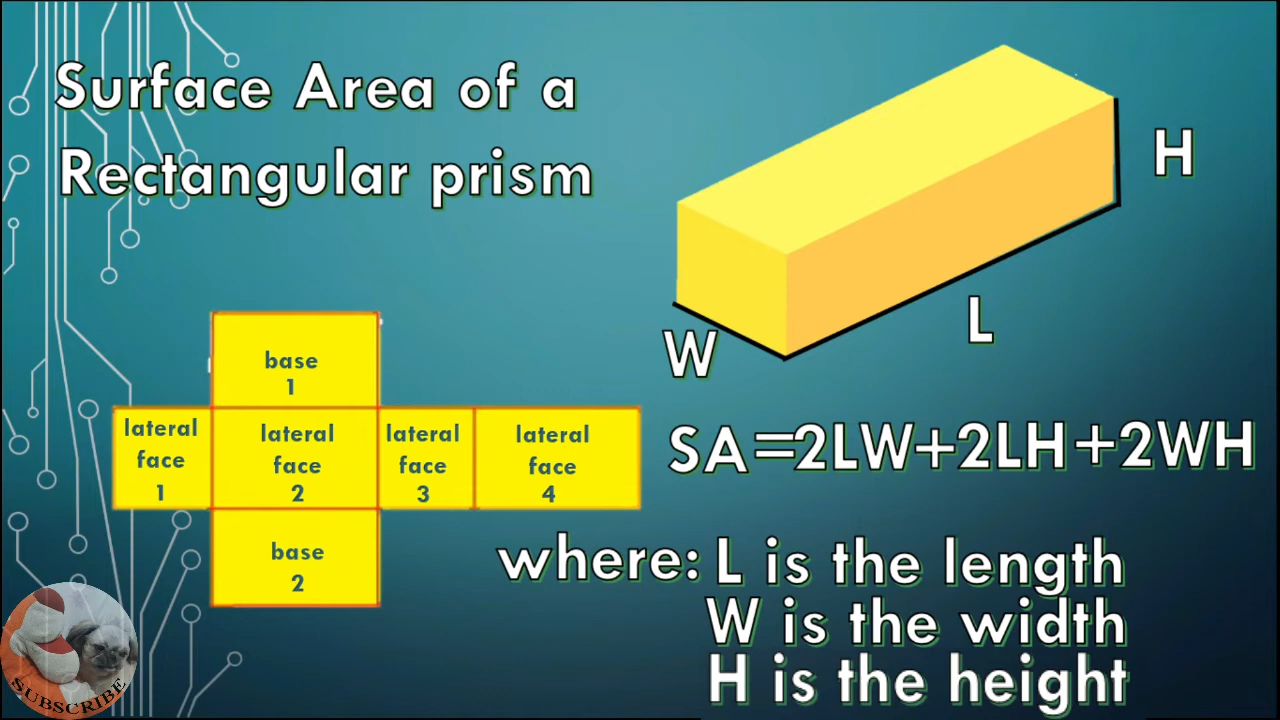 Surface Area of a
Rectangular prism
H
W
L
base
1
lateral
face
1
lateral
face
2
lateral
face
3
lateral
face
4
base
2
SA=2LW+2LH+2WH
where: L is the length
W is the width
H is the height
SUBSCRIBE